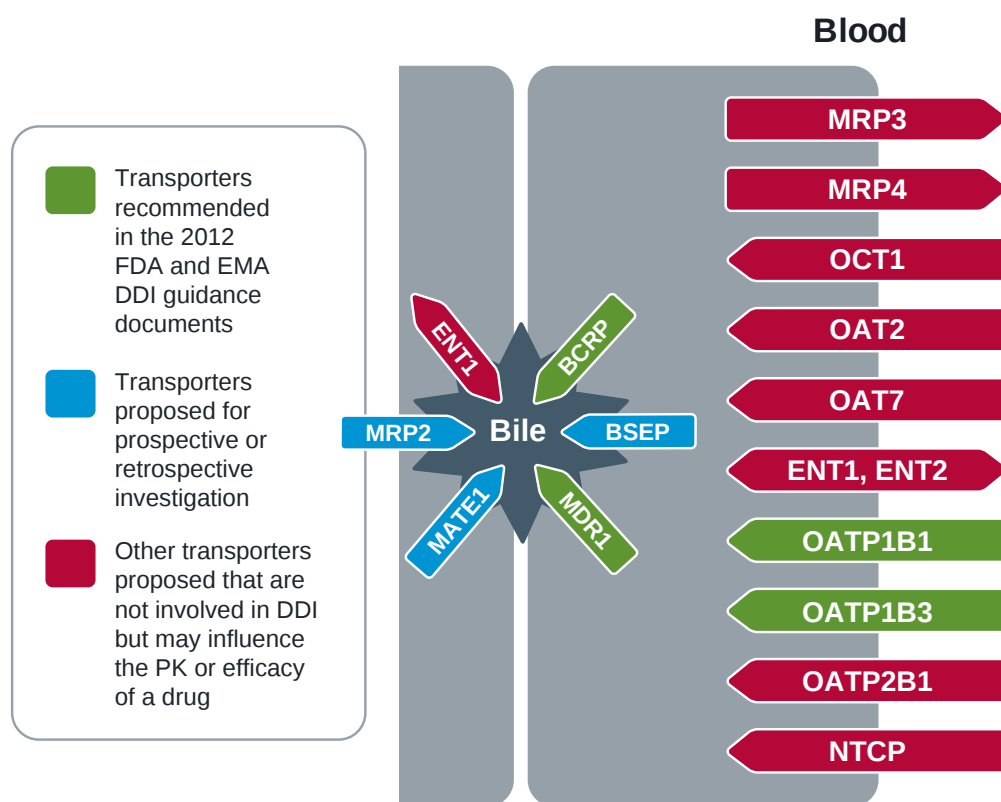 Blood
Transporters
recommended
in the 2012
FDA and EMA
DDI guidance
documents
Transporters
proposed for
prospective or
retrospective
investigation
Other transporters
proposed that are
not involved in DDI
but may influence
the PK or efficacy
of a drug
ENT1
BCRP
MRP2
Bile
BSEP
MATE1
MDR1
MRP3
MRP4
OCT1
OAT2
OAT7
ENT1, ENT2
OATP1B1
OATP1B3
OATP2B1
NTCP